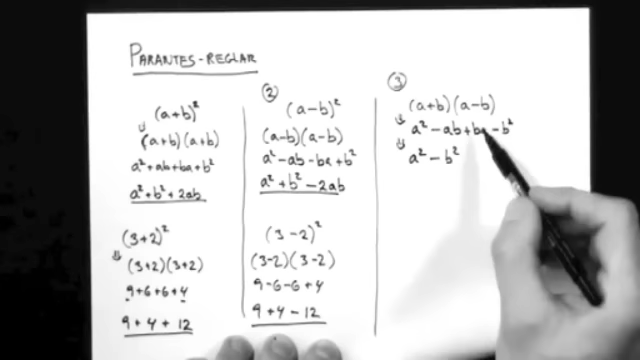 PARANTES-REGLAR
(a+b)²
(a+b)(a+b)
a²+ab+ba+b²
a²+b²+2ab
(3+2)²
⇓ (3+2)(3+2)
9+6+6+4
9+4+12
②
(a-b)²
(a-b)(a-b)
a²-ab-ba+b²
a²+b²-2ab
(3-2)²
(3-2)(3-2)
9-6-6+4
9+4-12
③
(a+b)(a-b)
⇓ a²-ab+ba-b²
⇓ a²-b²